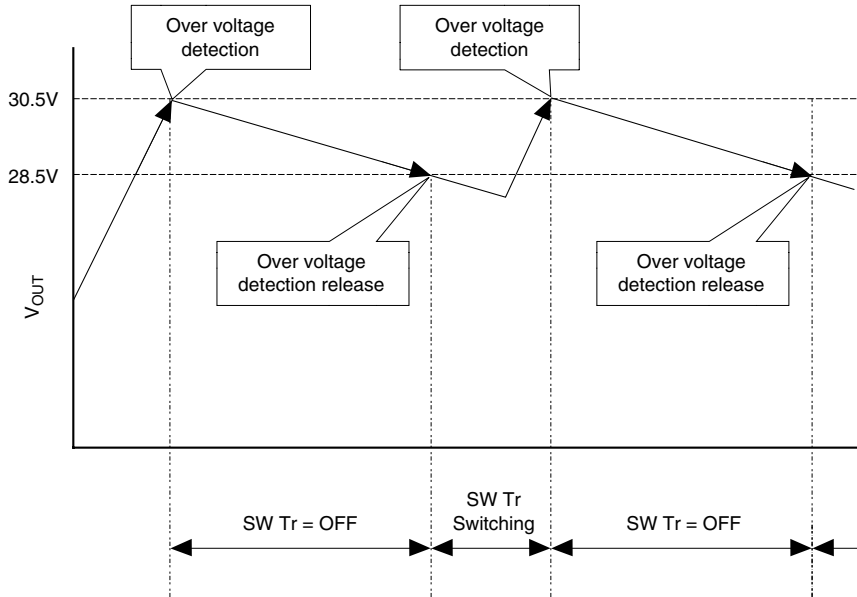 Over voltage
detection
Over voltage
detection
30.5V
28.5V
Over voltage
detection release
Over voltage
detection release
VOUT
SW Tr = OFF
SW Tr
Switching
SW Tr = OFF